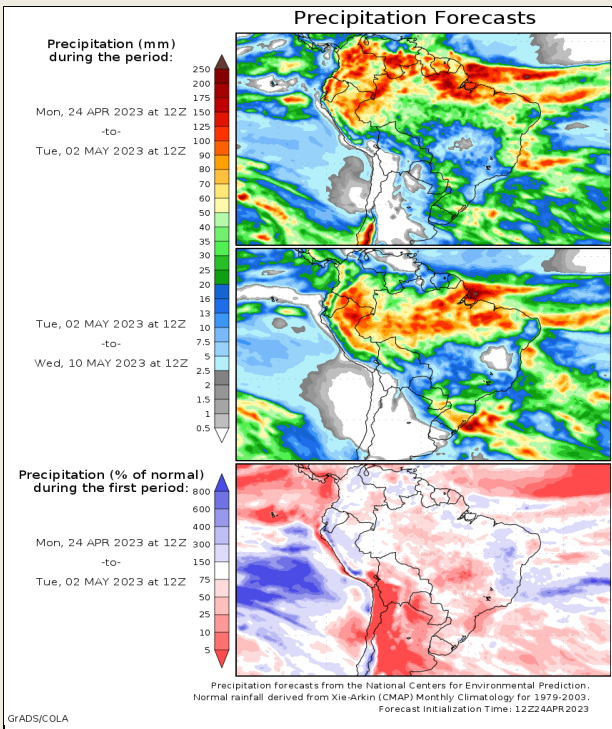 Precipitation Forecasts
Precipitation (mm)
during the period:
Mon, 24 APR 2023 at 12Z
-to-
Tue, 02 MAY 2023 at 12Z
250
200
175
150
125
100
90
80
70
60
50
40
35
30
25
20
16
13
10
7.5
5
2.5
2
1.5
1
0.5
Tue, 02 MAY 2023 at 12Z
-to-
Wed, 10 MAY 2023 at 12Z
Precipitation (% of normal)
during the first period:
Mon, 24 APR 2023 at 12Z
-to-
Tue, 02 MAY 2023 at 12Z
800
600
400
300
150
75
50
25
10
5
Precipitation forecasts from the National Centers for Environmental Prediction.
Normal rainfall derived from Xie-Arkin (CMAP) Monthly Climatology for 1979-2003.
Forecast Initialization Time: 12Z24APR2023
GrADS/COLA